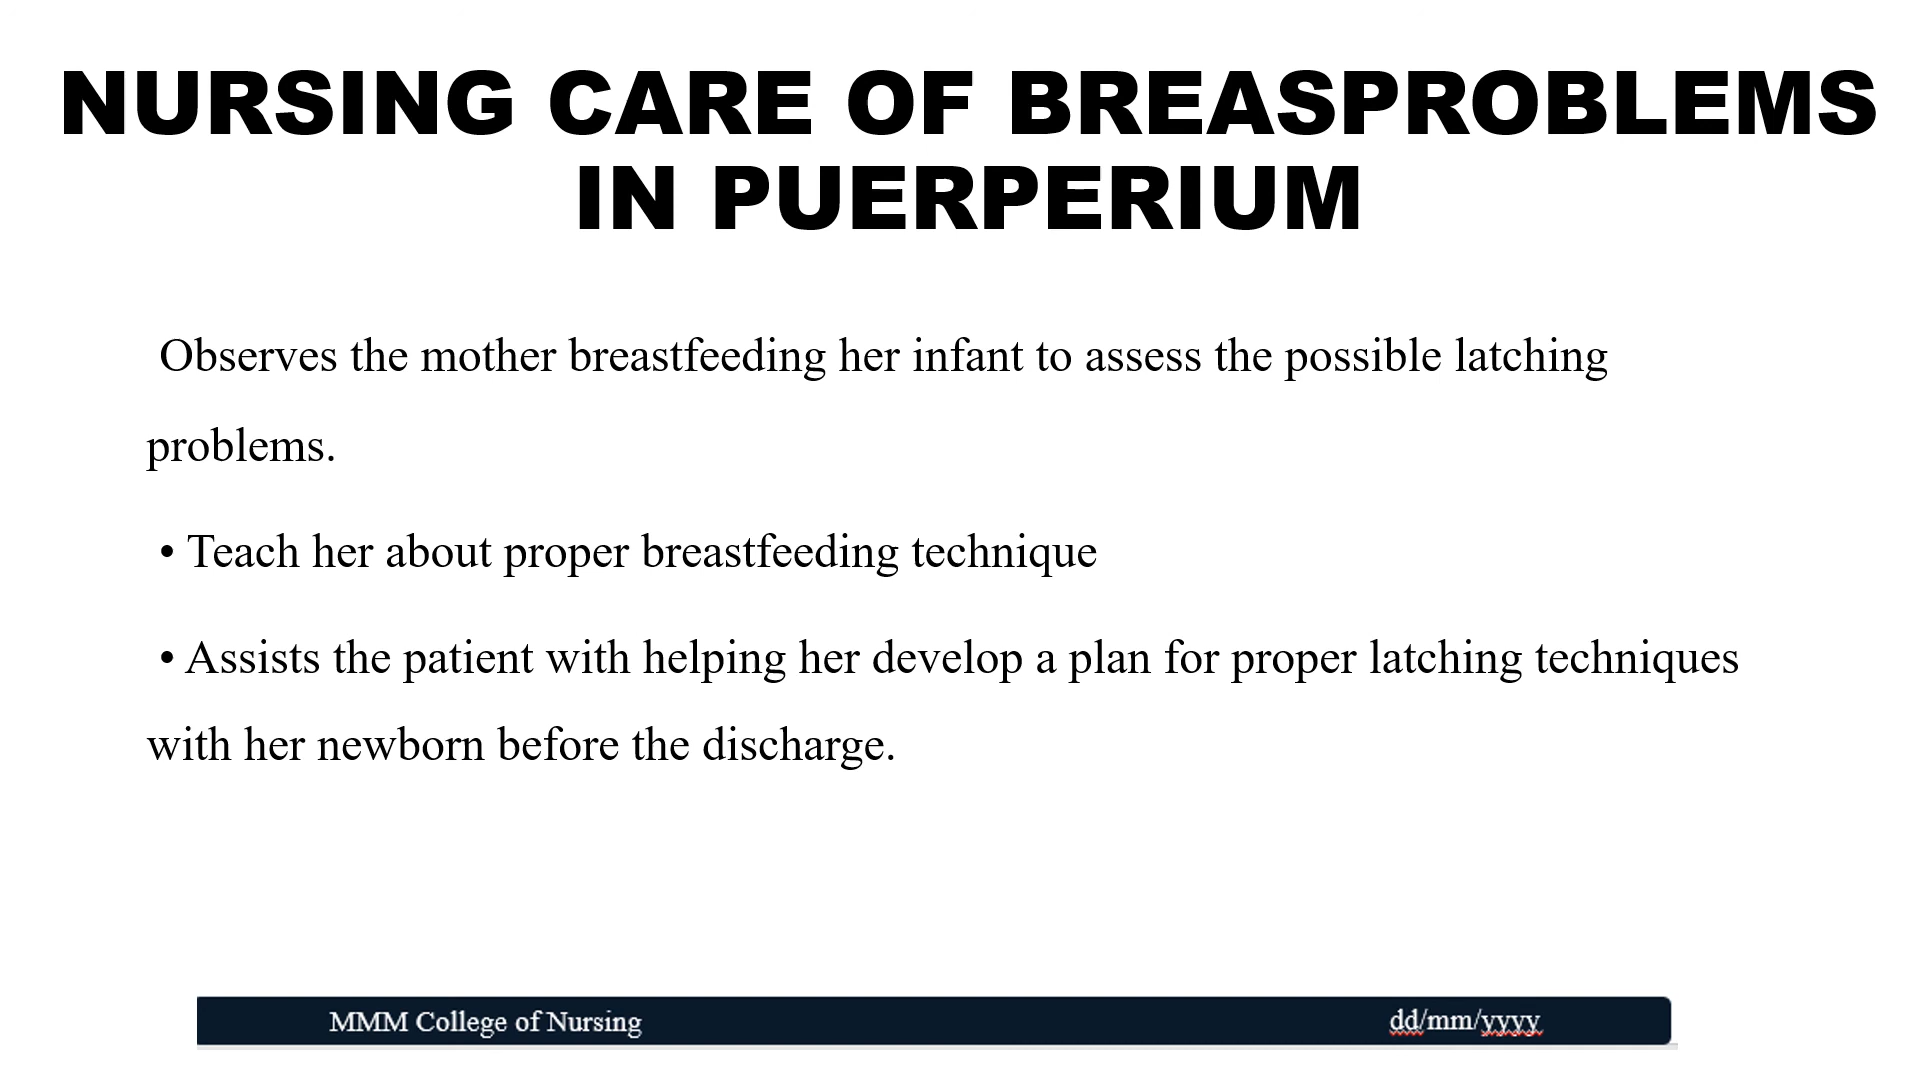 NURSING CARE OF BREASPROBLEMS
IN PUERPERIUM
Observes the mother breastfeeding her infant to assess the possible latching
problems.
• Teach her about proper breastfeeding technique
• Assists the patient with helping her develop a plan for proper latching techniques
with her newborn before the discharge.
MMM College of Nursing dd/mm/yyyy